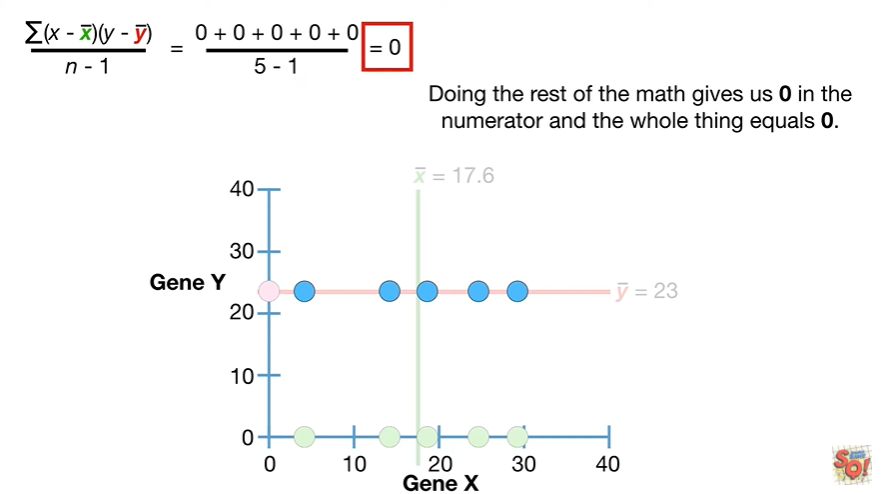 ∑(x - x̄)(y - ȳ)
n - 1
=
0 + 0 + 0 + 0 + 0
5 - 1
= 0
Doing the rest of the math gives us 0 in the
numerator and the whole thing equals 0.
x̄ = 17.6
40
30
Gene Y
ȳ = 23
20
10
0
0 10 20 30 40
Gene X
SQ!